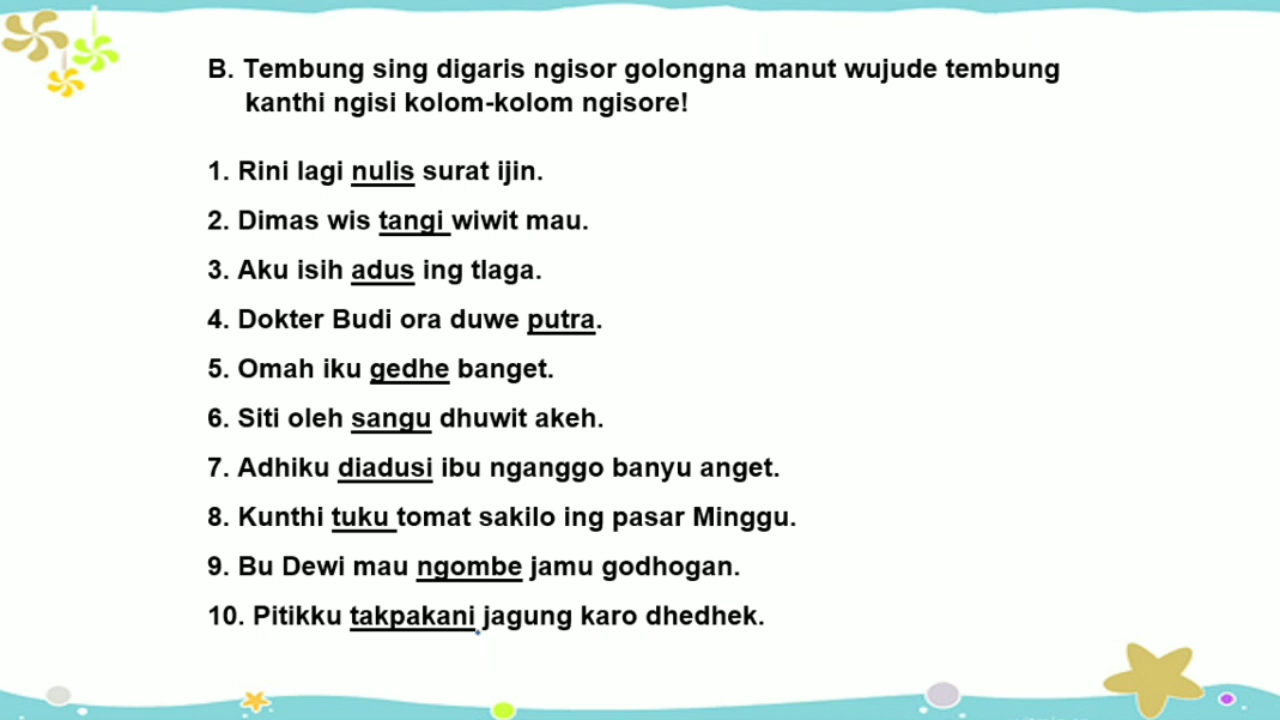 B. Tembung sing digaris ngisor golongna manut wujude tembung
kanthi ngisi kolom-kolom ngisore!
1. Rini lagi nulis surat ijin.
2. Dimas wis tangi wiwit mau.
3. Aku isih adus ing tlaga.
4. Dokter Budi ora duwe putra.
5. Omah iku gedhe banget.
6. Siti oleh sangu dhuwit akeh.
7. Adhiku diadusi ibu nganggo banyu anget.
8. Kunthi tuku tomat sakilo ing pasar Minggu.
9. Bu Dewi mau ngombe jamu godhogan.
10. Pitikku takpakani jagung karo dhedhek.